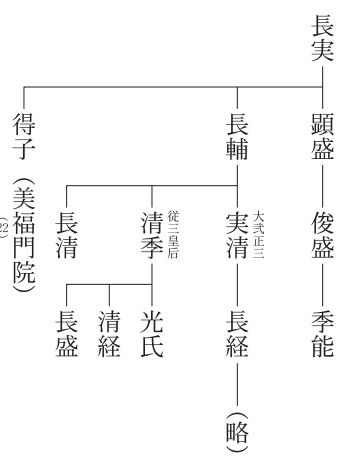 長実
顕盛
俊盛
季能
長輔
実清
大弐正三
長経
（略）
清季
従三皇后
光氏
清経
長盛
長清
得子（美福門院）
（22）